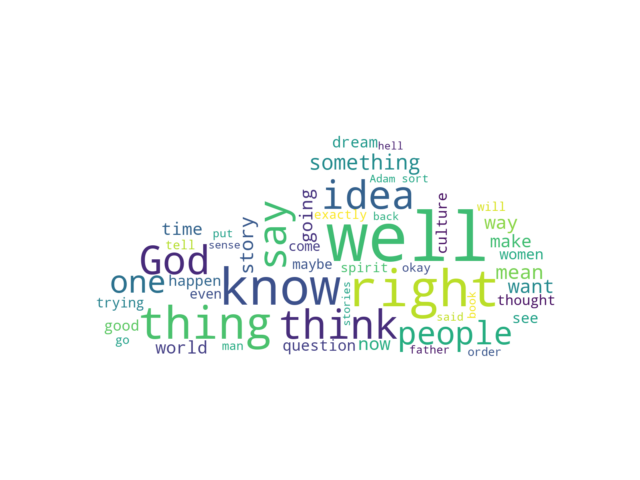 dream hell
something
Adam sort
idea
going
say
exactly
back
culture
will
well
way
make
women
time
put
tell
sense
story
come
God
maybe
spirit
okay
mean
one
happen
know
right
want
even
stories
book
thought
trying
thing
think
said
see
good
people
go
world
man
question
now
father
order